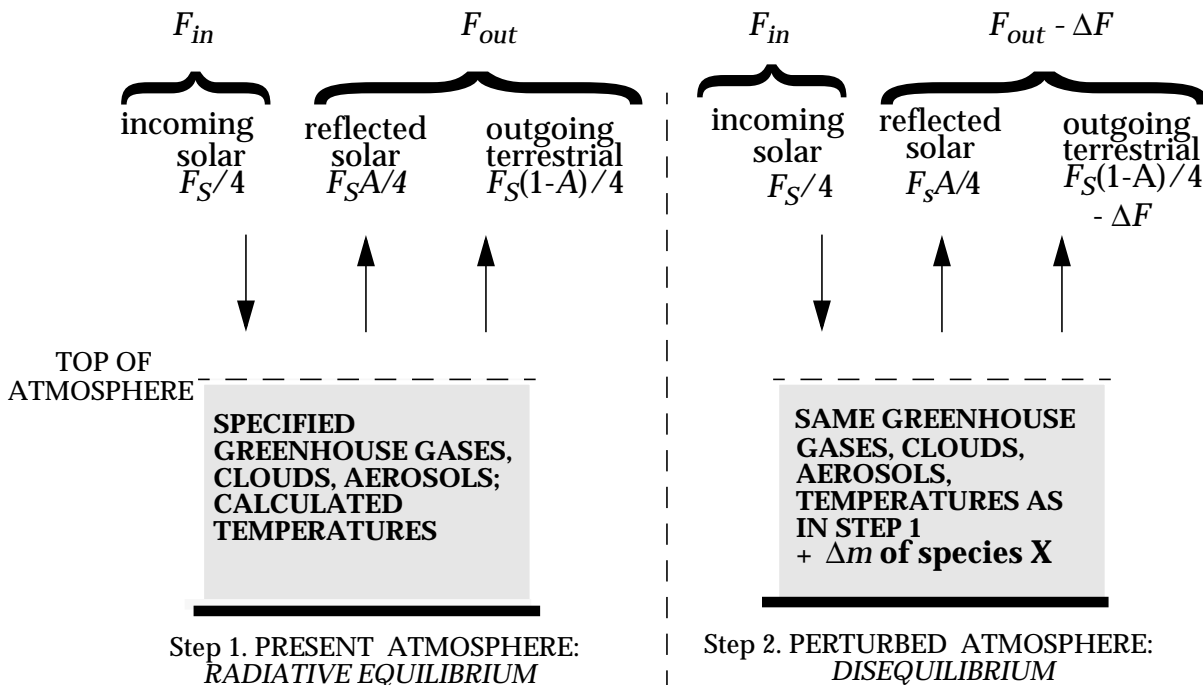 F_in
F_out
incoming
solar
F_S/4
reflected
solar
F_SA/4
outgoing
terrestrial
F_S(1-A)/4
TOP OF
ATMOSPHERE
SPECIFIED
GREENHOUSE GASES,
CLOUDS, AEROSOLS;
CALCULATED
TEMPERATURES
Step 1. PRESENT ATMOSPHERE:
RADIATIVE EQUILIBRIUM
F_in
F_out - ΔF
incoming
solar
F_S/4
reflected
solar
F_sA/4
outgoing
terrestrial
F_S(1-A)/4
- ΔF
SAME GREENHOUSE
GASES, CLOUDS,
AEROSOLS,
TEMPERATURES AS
IN STEP 1
+ Δm of species X
Step 2. PERTURBED ATMOSPHERE:
DISEQUILIBRIUM